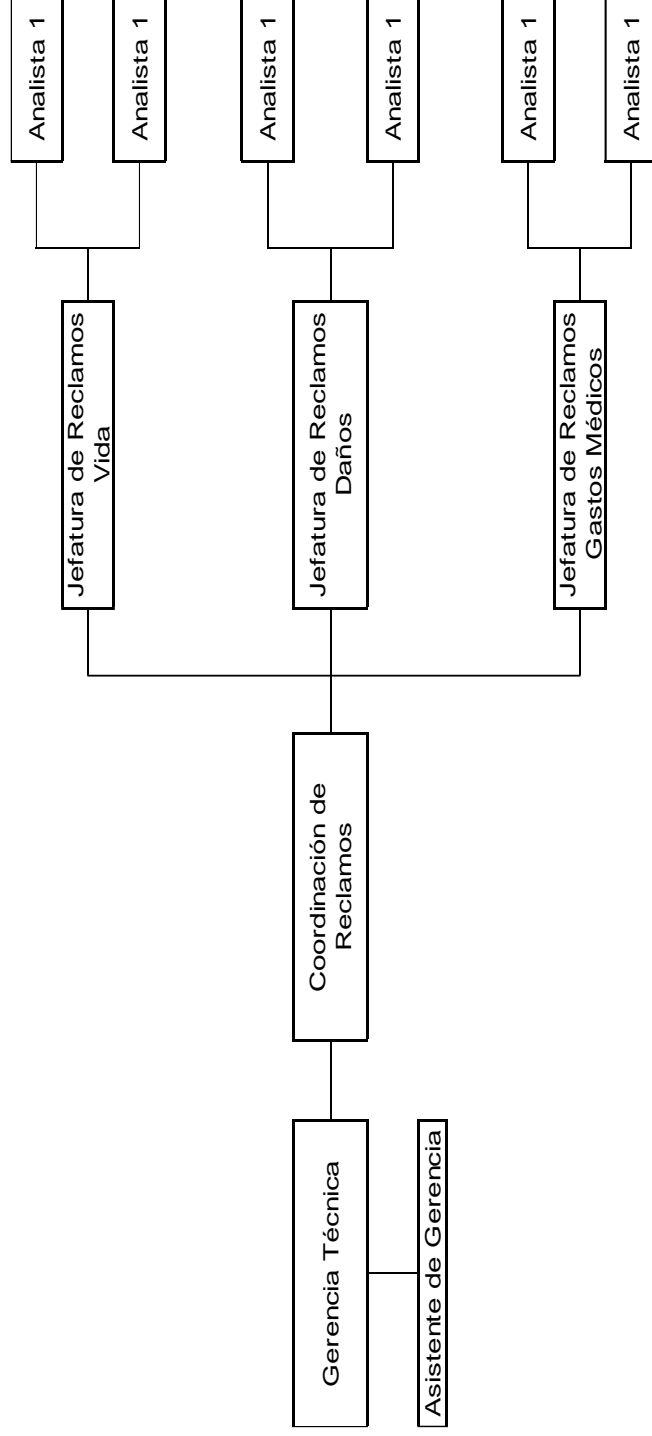 Gerencia Técnica
Asistente de Gerencia
Coordinación de
Reclamos
Jefatura de Reclamos
Vida
Analista 1
Analista 1
Jefatura de Reclamos
Daños
Analista 1
Analista 1
Jefatura de Reclamos
Gastos Médicos
Analista 1
Analista 1